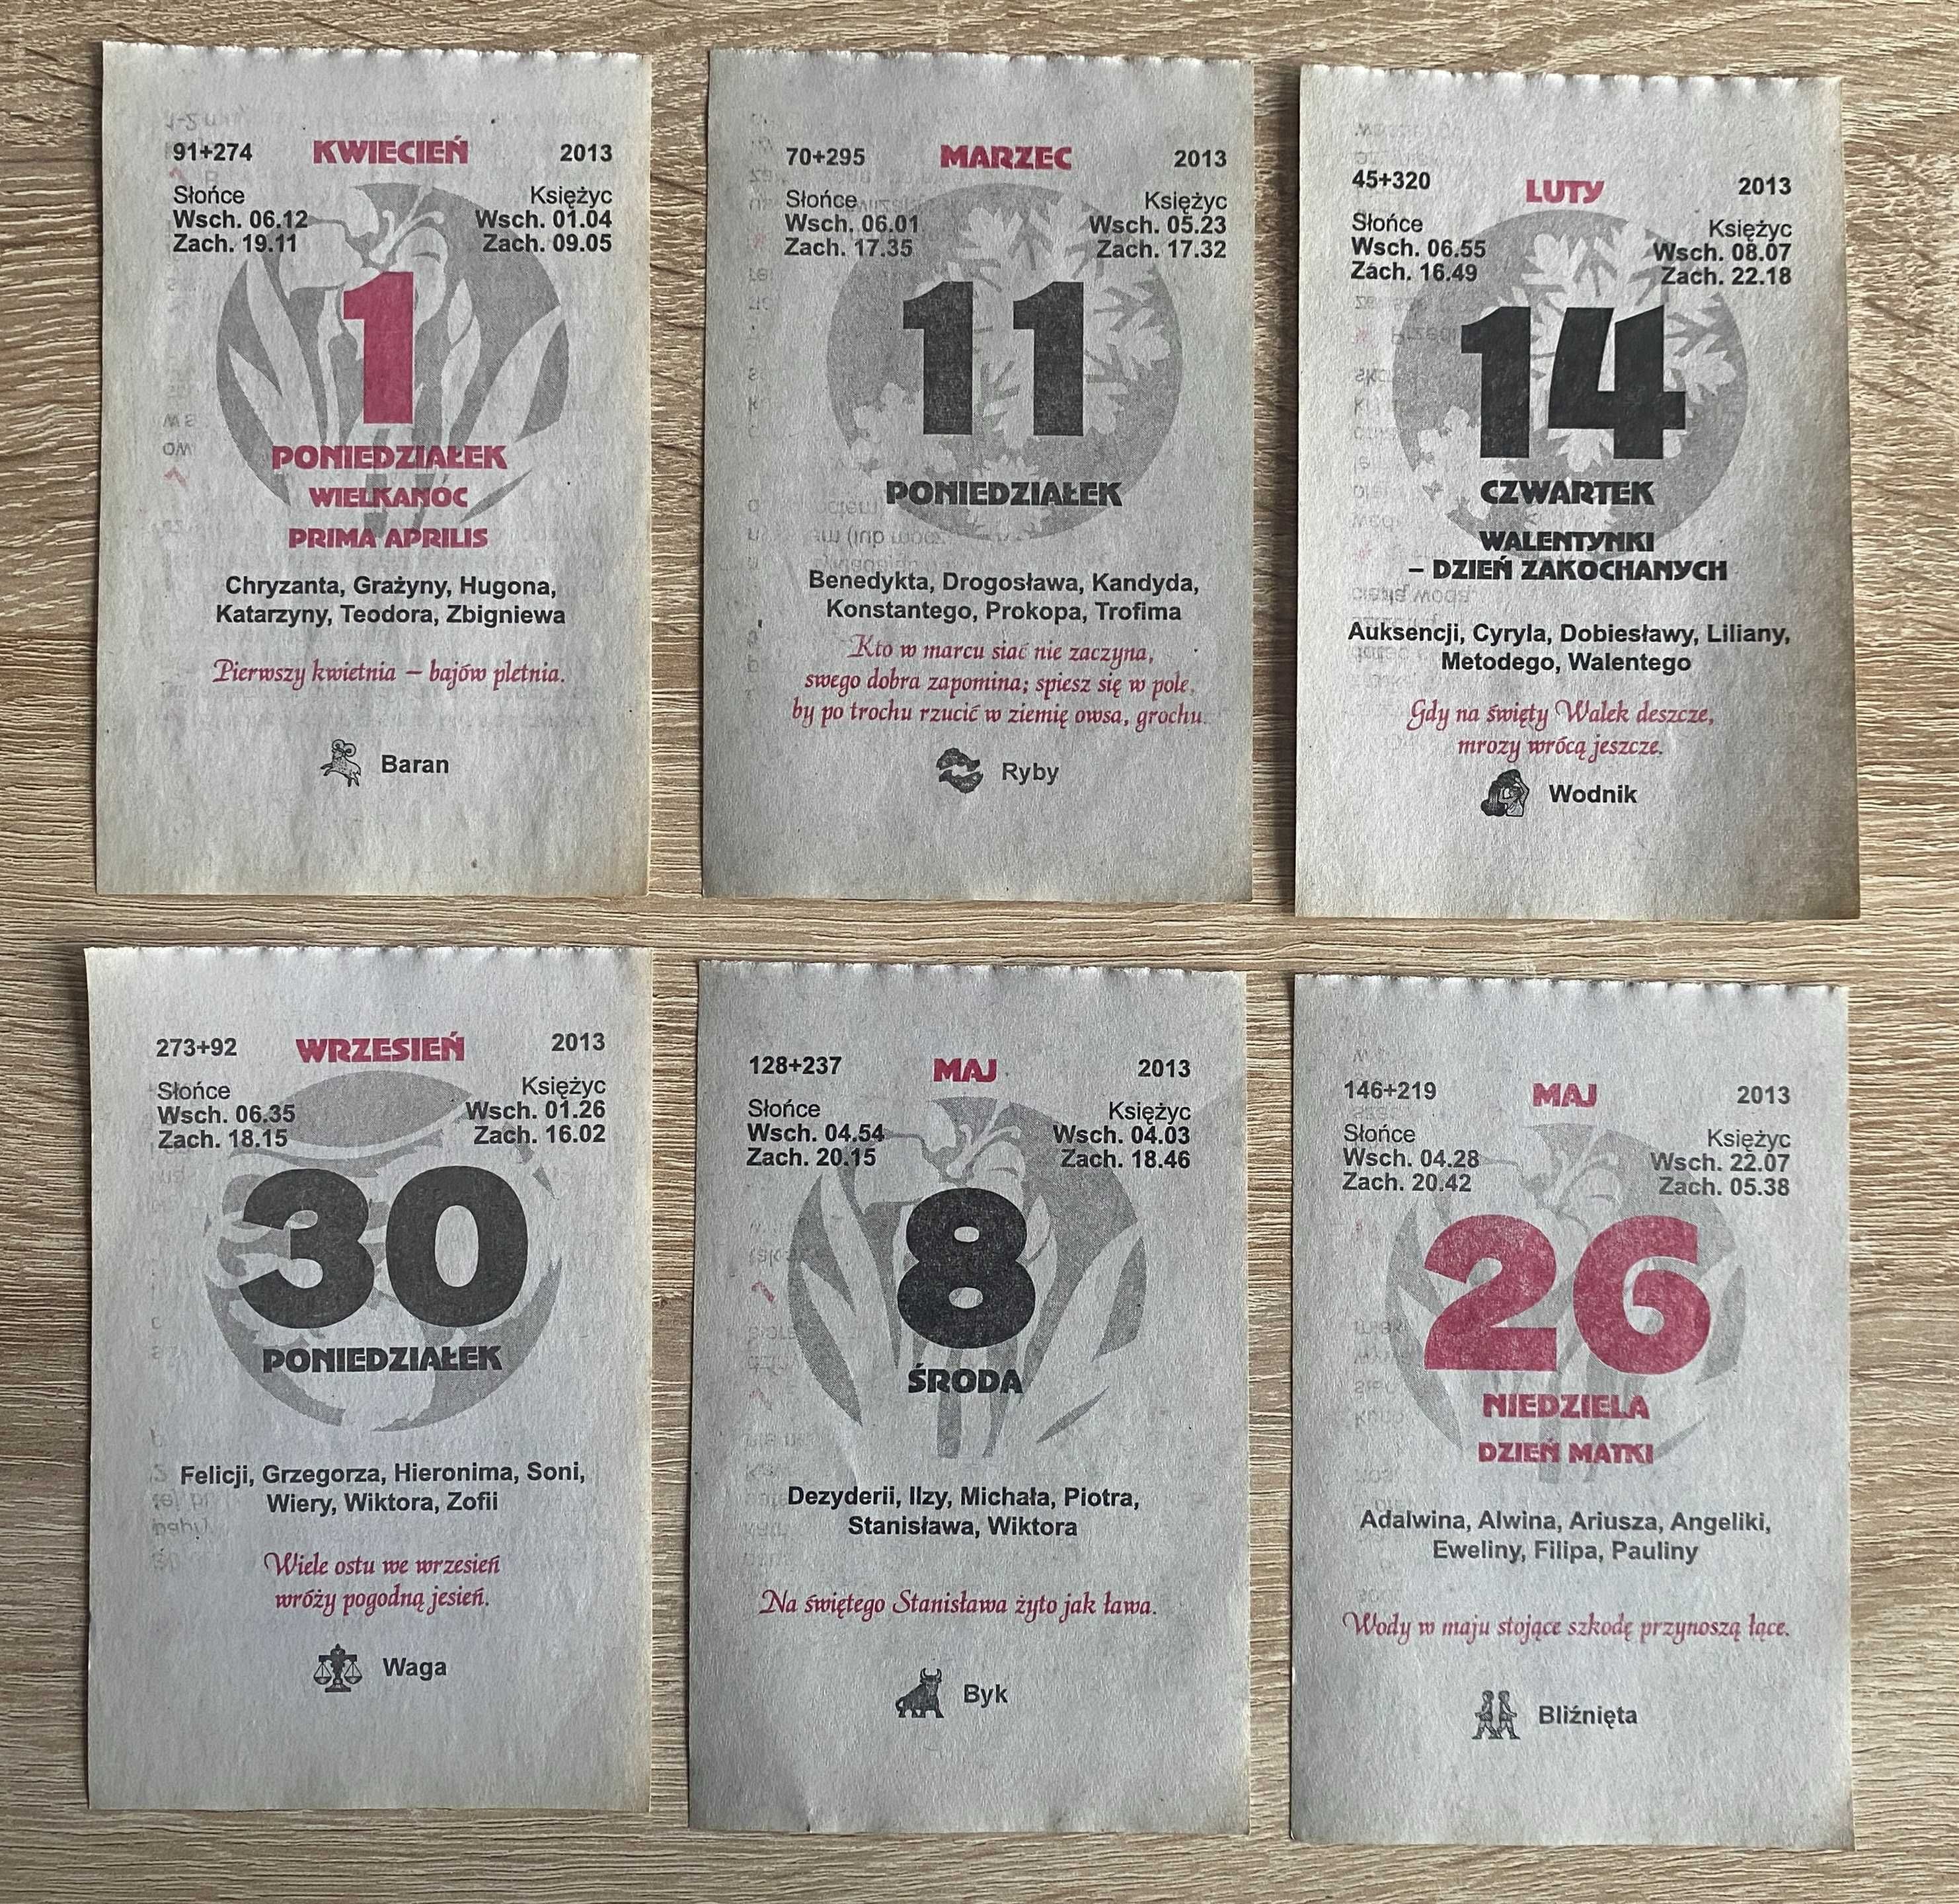 91+274 KWIECIEŃ 2013
Słońce Księżyc
Wsch. 06.12 Wsch. 01.04
Zach. 19.11 Zach. 09.05
1
PONIEDZIAŁEK
WIELKANOC
PRIMA APRILIS
Chryzanta, Grażyny, Hugona,
Katarzyny, Teodora, Zbigniewa
Pierwszy kwietnia – bajów pletnia.
Baran
70+295 MARZEC 2013
Słońce Księżyc
Wsch. 06.01 Wsch. 05.23
Zach. 17.35 Zach. 17.32
11
PONIEDZIAŁEK
Benedykta, Drogosława, Kandyda,
Konstantego, Prokopa, Trofima
Kto w marcu siać nie zaczyna,
swego dobra zapomina; spiesz się w pole,
by po trochu rzucić w ziemię owsa, grochu.
Ryby
45+320 LUTY 2013
Słońce Księżyc
Wsch. 06.55 Wsch. 08.07
Zach. 16.49 Zach. 22.18
14
CZWARTEK
WALENTYNKI
– DZIEŃ ZAKOCHANYCH
Auksencji, Cyryla, Dobiesławy, Liliany,
Metodego, Walentego
Gdy na święty Walek deszcze,
mrozy wrócą jeszcze.
Wodnik
273+92 WRZESIEŃ 2013
Słońce Księżyc
Wsch. 06.35 Wsch. 01.26
Zach. 18.15 Zach. 16.02
30
PONIEDZIAŁEK
Felicji, Grzegorza, Hieronima, Soni,
Wiery, Wiktora, Zofii
Wiele ostu we wrzesień
wróży pogodną jesień.
Waga
128+237 MAJ 2013
Słońce Księżyc
Wsch. 04.54 Wsch. 04.03
Zach. 20.15 Zach. 18.46
8
ŚRODA
Dezyderii, Ilzy, Michała, Piotra,
Stanisława, Wiktora
Na świętego Stanisława żyto jak ława.
Byk
146+219 MAJ 2013
Słońce Księżyc
Wsch. 04.28 Wsch. 22.07
Zach. 20.42 Zach. 05.38
26
NIEDZIELA
DZIEŃ MATKI
Adalwina, Alwina, Ariusza, Angeliki,
Eweliny, Filipa, Pauliny
Wody w maju stojące szkodę przynoszą łące.
Bliźnięta